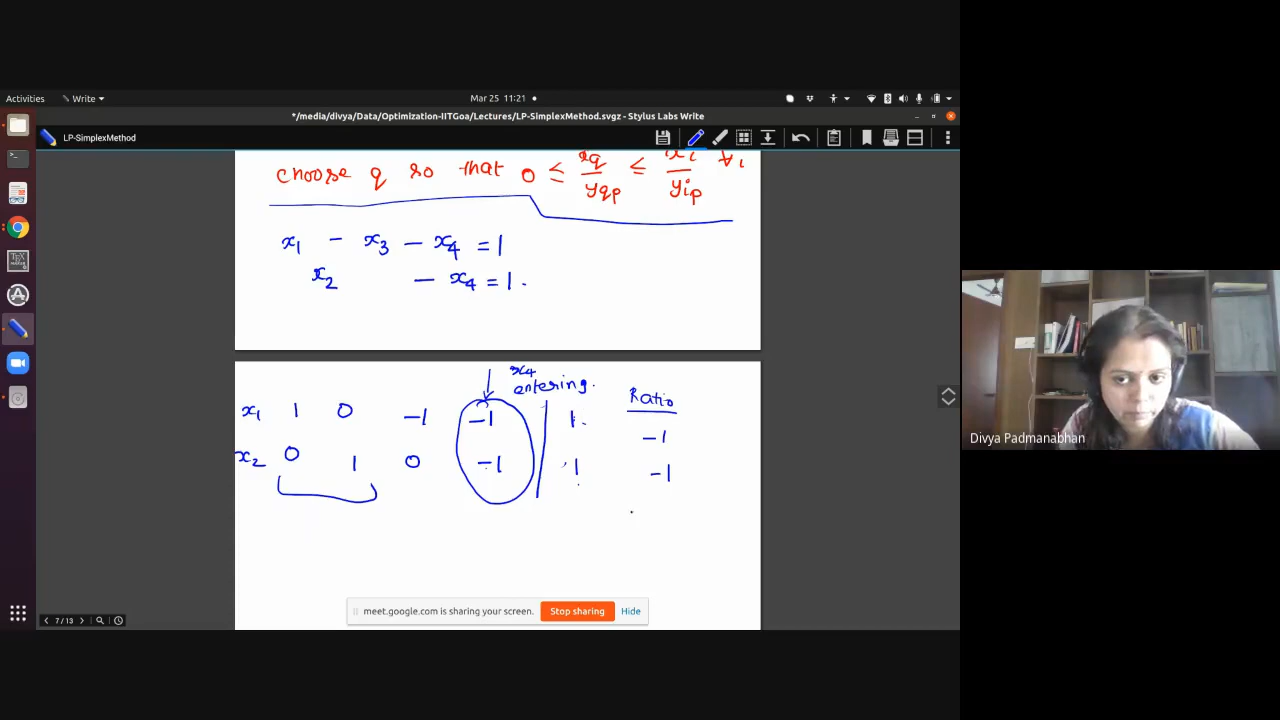 Activities Write Mar 25 11:21
*/media/divya/Data/Optimization-IITGoa/Lectures/LP-SimplexMethod.svgz - Stylus Labs Write
LP-SimplexMethod
choose q so that 0 ≤ xq/yqp ≤ xi/yip ∀i
x1 - x3 - x4 = 1
x2 - x4 = 1.
x4
entering.
Ratio
x1 1 0 -1 -1 1. -1
x2 0 1 0 -1 1 -1
Divya Padmanabhan
meet.google.com is sharing your screen. Stop sharing Hide
7 / 13